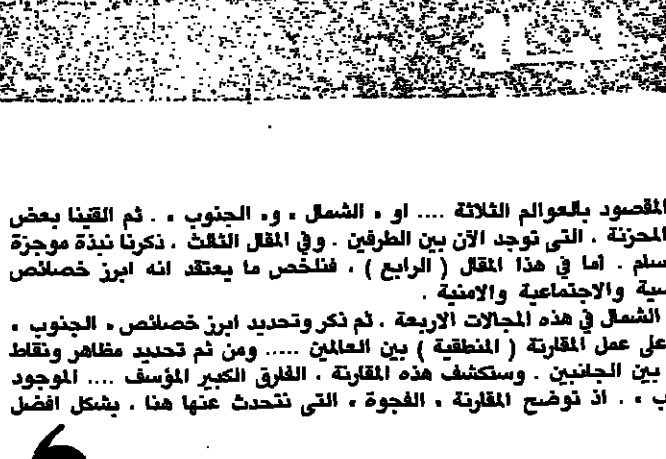 المقصود بالعوالم الثلاثة .... او « الشمال » و« الجنوب » . ثم القينا بعض
المحزنة ، التى توجد الآن بين الطرفين . وفي المقال الثالث ، ذكرنا نبذة موجزة
سام . أما في هذا المقال ( الرابع ) ، فنلخص ما يعتقد انه ابرز خصائص
سية والاجتماعية والامنية .
الشمال في هذه المجالات الاربعة ، ثم ذكر وتحديد ابرز خصائص « الجنوب »
على عمل المقارنة ( المنطقية ) بين العالمين ..... ومن ثم تحديد مظاهر ونقاط
بين الجانبين . وستكشف هذه المقارنة ، الفارق الكبير المؤسف .... الموجود
ب » . اذ توضح المقارنة « الفجوة » التى نتحدث عنها هنا ، بشكل افضل